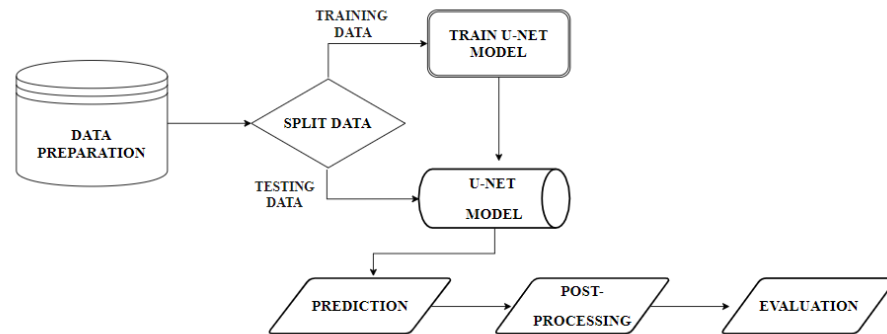 TRAINING
DATA
TRAIN U-NET
MODEL
DATA
PREPARATION
SPLIT DATA
TESTING
DATA
U-NET
MODEL
PREDICTION
POST-
PROCESSING
EVALUATION